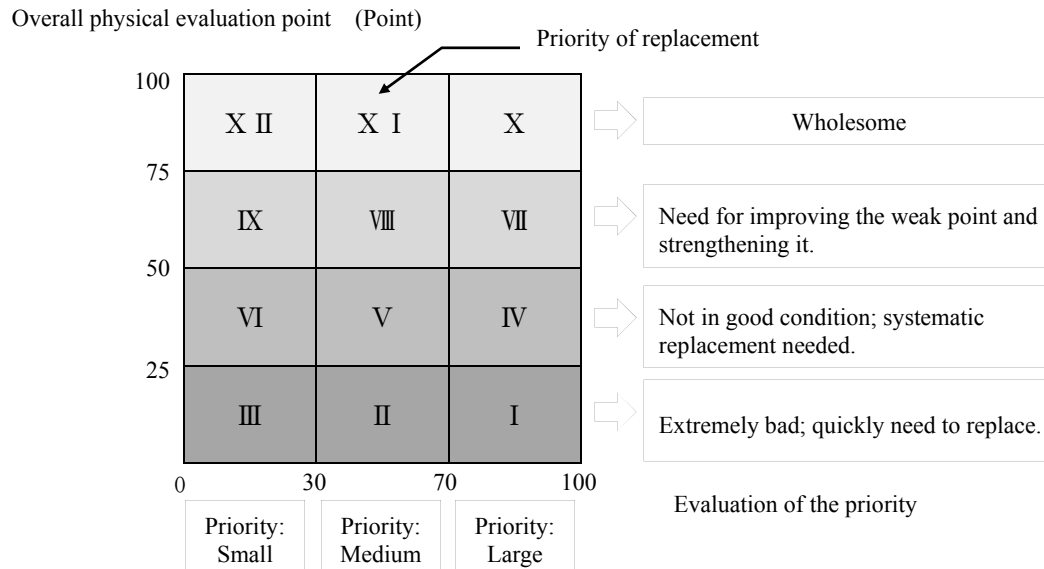 Overall physical evaluation point (Point)
Priority of replacement
100
Ⅹ Ⅱ
Ⅹ Ⅰ
Ⅹ
Wholesome
75
Ⅸ
Ⅷ
Ⅶ
Need for improving the weak point and
strengthening it.
50
Ⅵ
Ⅴ
Ⅳ
Not in good condition; systematic
replacement needed.
25
Ⅲ
Ⅱ
Ⅰ
Extremely bad; quickly need to replace.
0
30
70
100
Evaluation of the priority
Priority:
Small
Priority:
Medium
Priority:
Large